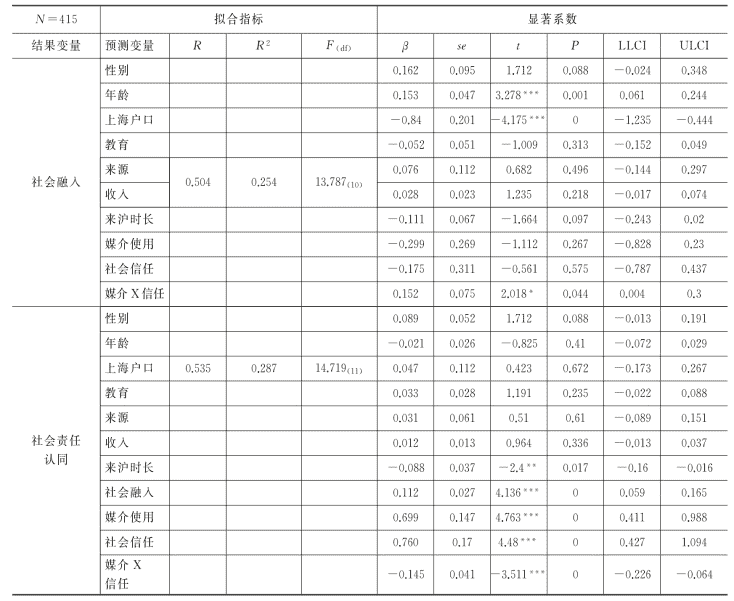 N＝415 拟合指标 显著系数
结果变量 预测变量 R R² F(df) β se t P LLCI ULCI
性别 0.162 0.095 1.712 0.088 －0.024 0.348
年龄 0.153 0.047 3.278*** 0.001 0.061 0.244
上海户口 －0.84 0.201 －4.175*** 0 －1.235 －0.444
教育 －0.052 0.051 －1.009 0.313 －0.152 0.049
社会融入 来源 0.504 0.254 13.787(10) 0.076 0.112 0.682 0.496 －0.144 0.297
收入 0.028 0.023 1.235 0.218 －0.017 0.074
来沪时长 －0.111 0.067 －1.664 0.097 －0.243 0.02
媒介使用 －0.299 0.269 －1.112 0.267 －0.828 0.23
社会信任 －0.175 0.311 －0.561 0.575 －0.787 0.437
媒介 X 信任 0.152 0.075 2.018* 0.044 0.004 0.3
性别 0.089 0.052 1.712 0.088 －0.013 0.191
年龄 －0.021 0.026 －0.825 0.41 －0.072 0.029
上海户口 0.535 0.287 14.719(11) 0.047 0.112 0.423 0.672 －0.173 0.267
教育 0.033 0.028 1.191 0.235 －0.022 0.088
来源 0.031 0.061 0.51 0.61 －0.089 0.151
社会责任
认同
收入 0.012 0.013 0.964 0.336 －0.013 0.037
来沪时长 －0.088 0.037 －2.4** 0.017 －0.16 －0.016
社会融入 0.112 0.027 4.136*** 0 0.059 0.165
媒介使用 0.699 0.147 4.763*** 0 0.411 0.988
社会信任 0.760 0.17 4.48*** 0 0.427 1.094
媒介 X
信任 －0.145 0.041 －3.511*** 0 －0.226 －0.064